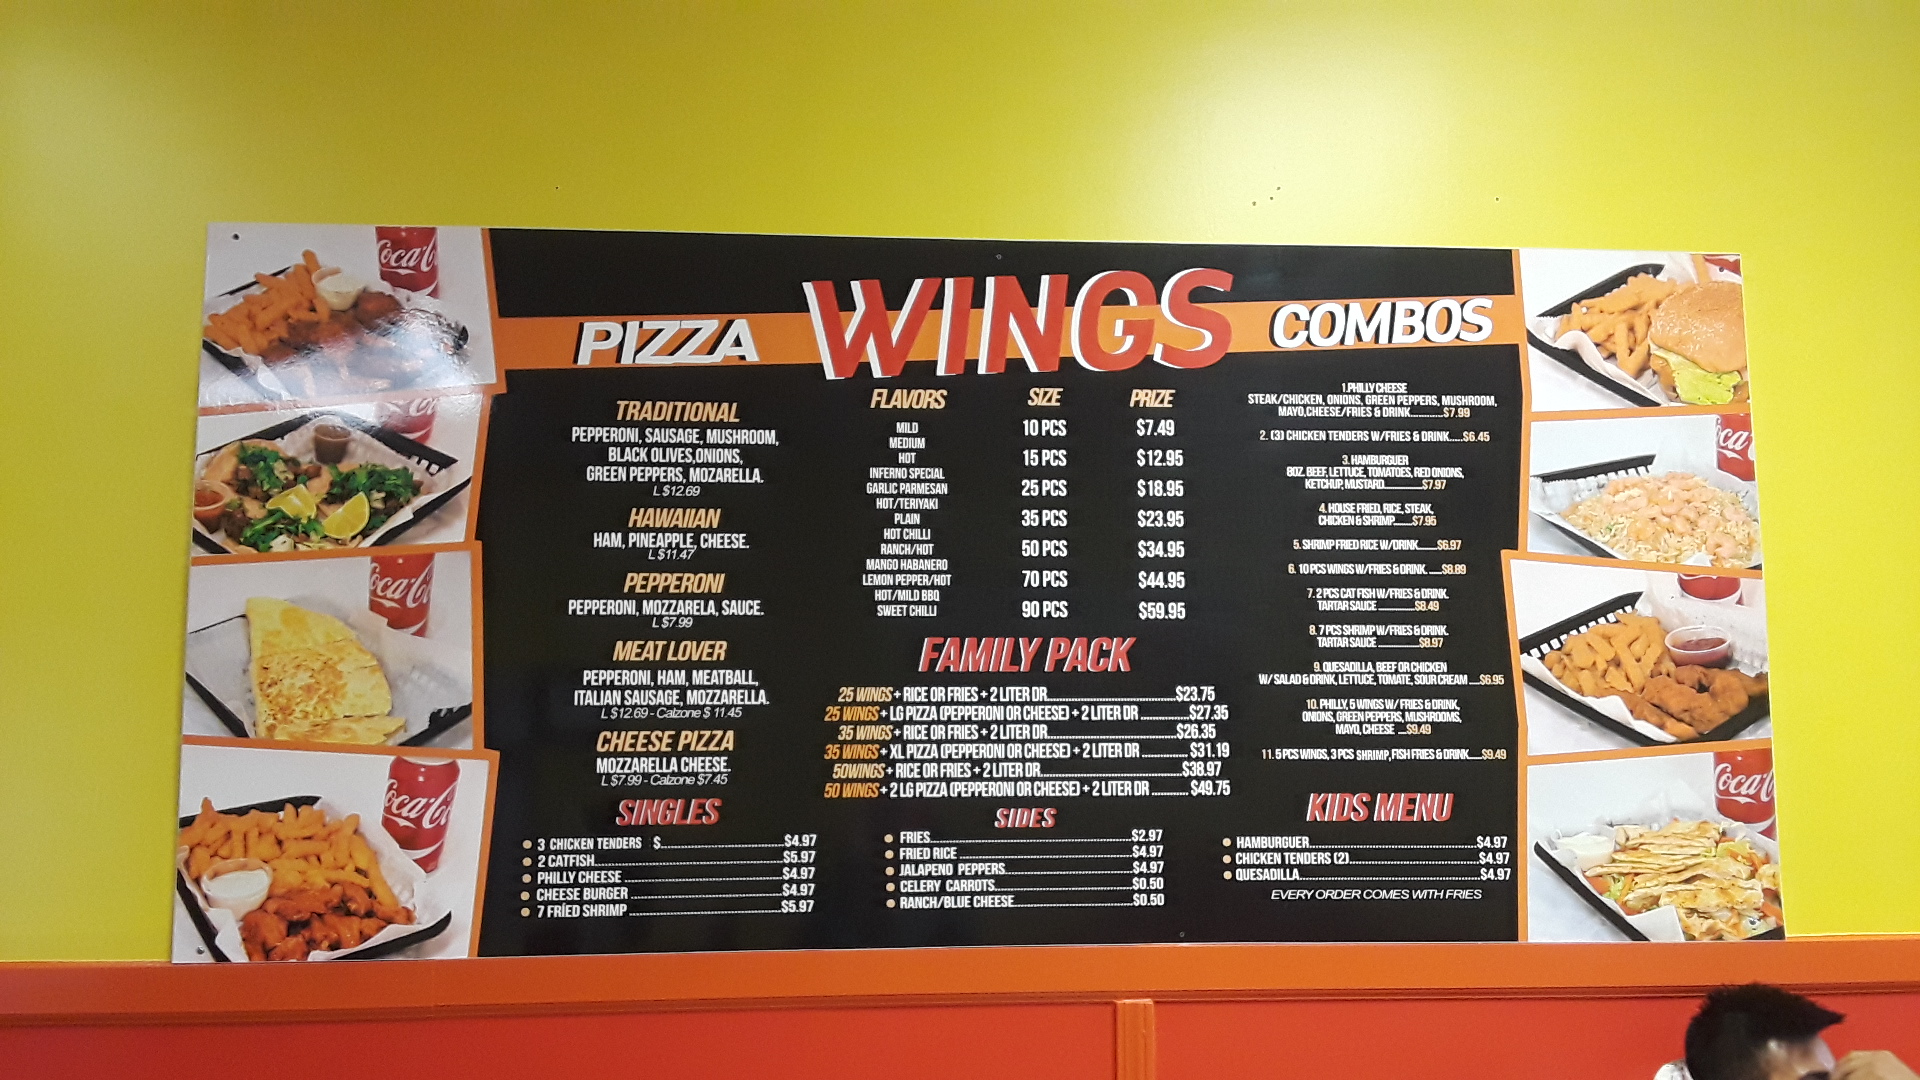 PIZZA
WINGS
COMBOS
TRADITIONAL
PEPPERONI, SAUSAGE, MUSHROOM,
BLACK OLIVES,ONIONS,
GREEN PEPPERS, MOZARELLA.
L $12.69
HAWAIIAN
HAM, PINEAPPLE, CHEESE.
L $11.47
PEPPERONI
PEPPERONI, MOZZARELA, SAUCE.
L $7.99
MEAT LOVER
PEPPERONI, HAM, MEATBALL,
ITALIAN SAUSAGE, MOZZARELLA.
L $12.69 - Calzone $ 11.45
CHEESE PIZZA
MOZZARELLA CHEESE.
L $7.99 - Calzone $7.45
SINGLES
3 CHICKEN TENDERS $ $4.97
2 CATFISH $5.97
PHILLY CHEESE $4.97
CHEESE BURGER $4.97
7 FRÍED SHRIMP $5.97
FLAVORS
MILD
MEDIUM
HOT
INFERNO SPECIAL
GARLIC PARMESAN
HOT/TERIYAKI
PLAIN
HOT CHILLI
RANCH/HOT
MANGO HABANERO
LEMON PEPPER/HOT
HOT/MILD BBQ
SWEET CHILLI
SIZE PRIZE
10 PCS $7.49
15 PCS $12.95
25 PCS $18.95
35 PCS $23.95
50 PCS $34.95
70 PCS $44.95
90 PCS $59.95
FAMILY PACK
25 WINGS + RICE OR FRIES + 2 LITER DR $23.75
25 WINGS + LG PIZZA (PEPPERONI OR CHEESE) + 2 LITER DR $27.35
35 WINGS + RICE OR FRIES + 2 LITER DR $26.35
35 WINGS + XL PIZZA (PEPPERONI OR CHEESE) + 2 LITER DR $31.19
50WINGS + RICE OR FRIES + 2 LITER DR $38.97
50 WINGS + 2 LG PIZZA (PEPPERONI OR CHEESE) + 2 LITER DR $49.75
SIDES
FRIES $2.97
FRIED RICE $4.97
JALAPENO PEPPERS $4.97
CELERY CARROTS $0.50
RANCH/BLUE CHEESE $0.50
1.PHILLY CHEESE
STEAK/CHICKEN, ONIONS, GREEN PEPPERS, MUSHROOM,
MAYO,CHEESE/FRIES & DRINK $7.99
2. (3) CHICKEN TENDERS W/FRIES & DRINK $6.45
3. HAMBURGUER
8OZ. BEEF, LETTUCE, TOMATOES, RED ONIONS,
KETCHUP, MUSTARD $7.97
4. HOUSE FRIED, RICE, STEAK,
CHICKEN & SHRIMP $7.95
5. SHRIMP FRIED RICE W/DRINK $6.97
6. 10 PCS WINGS W/FRIES & DRINK. $8.89
7. 2 PCS CAT FISH W/FRIES & DRINK.
TARTAR SAUCE $8.49
8. 7 PCS SHRIMP W/FRIES & DRINK.
TARTAR SAUCE $8.97
9. QUESADILLA, BEEF OR CHICKEN
W/ SALAD & DRINK, LETTUCE, TOMATE, SOUR CREAM $6.95
10. PHILLY, 5 WINGS W/ FRIES & DRINK,
ONIONS, GREEN PEPPERS, MUSHROOMS,
MAYO, CHEESE $9.49
11. 5 PCS WINGS, 3 PCS SHRIMP, FISH FRIES & DRINK $9.49
KIDS MENU
HAMBURGUER $4.97
CHICKEN TENDERS (2) $4.97
QUESADILLA $4.97
EVERY ORDER COMES WITH FRIES